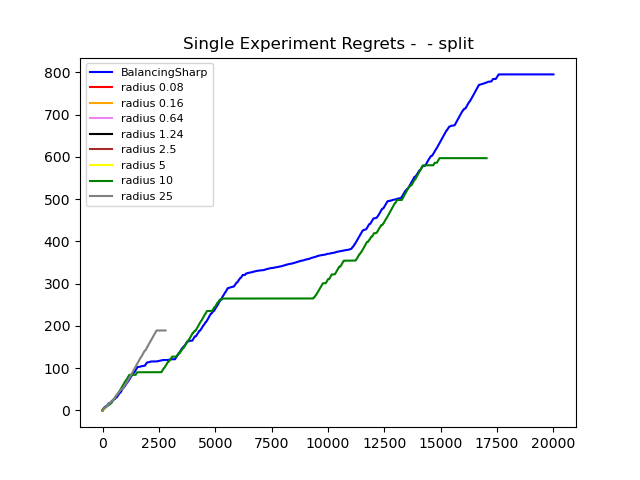 Single Experiment Regrets -  - split
800
700
600
500
400
300
200
100
0
BalancingSharp
radius 0.08
radius 0.16
radius 0.64
radius 1.24
radius 2.5
radius 5
radius 10
radius 25
0 2500 5000 7500 10000 12500 15000 17500 20000